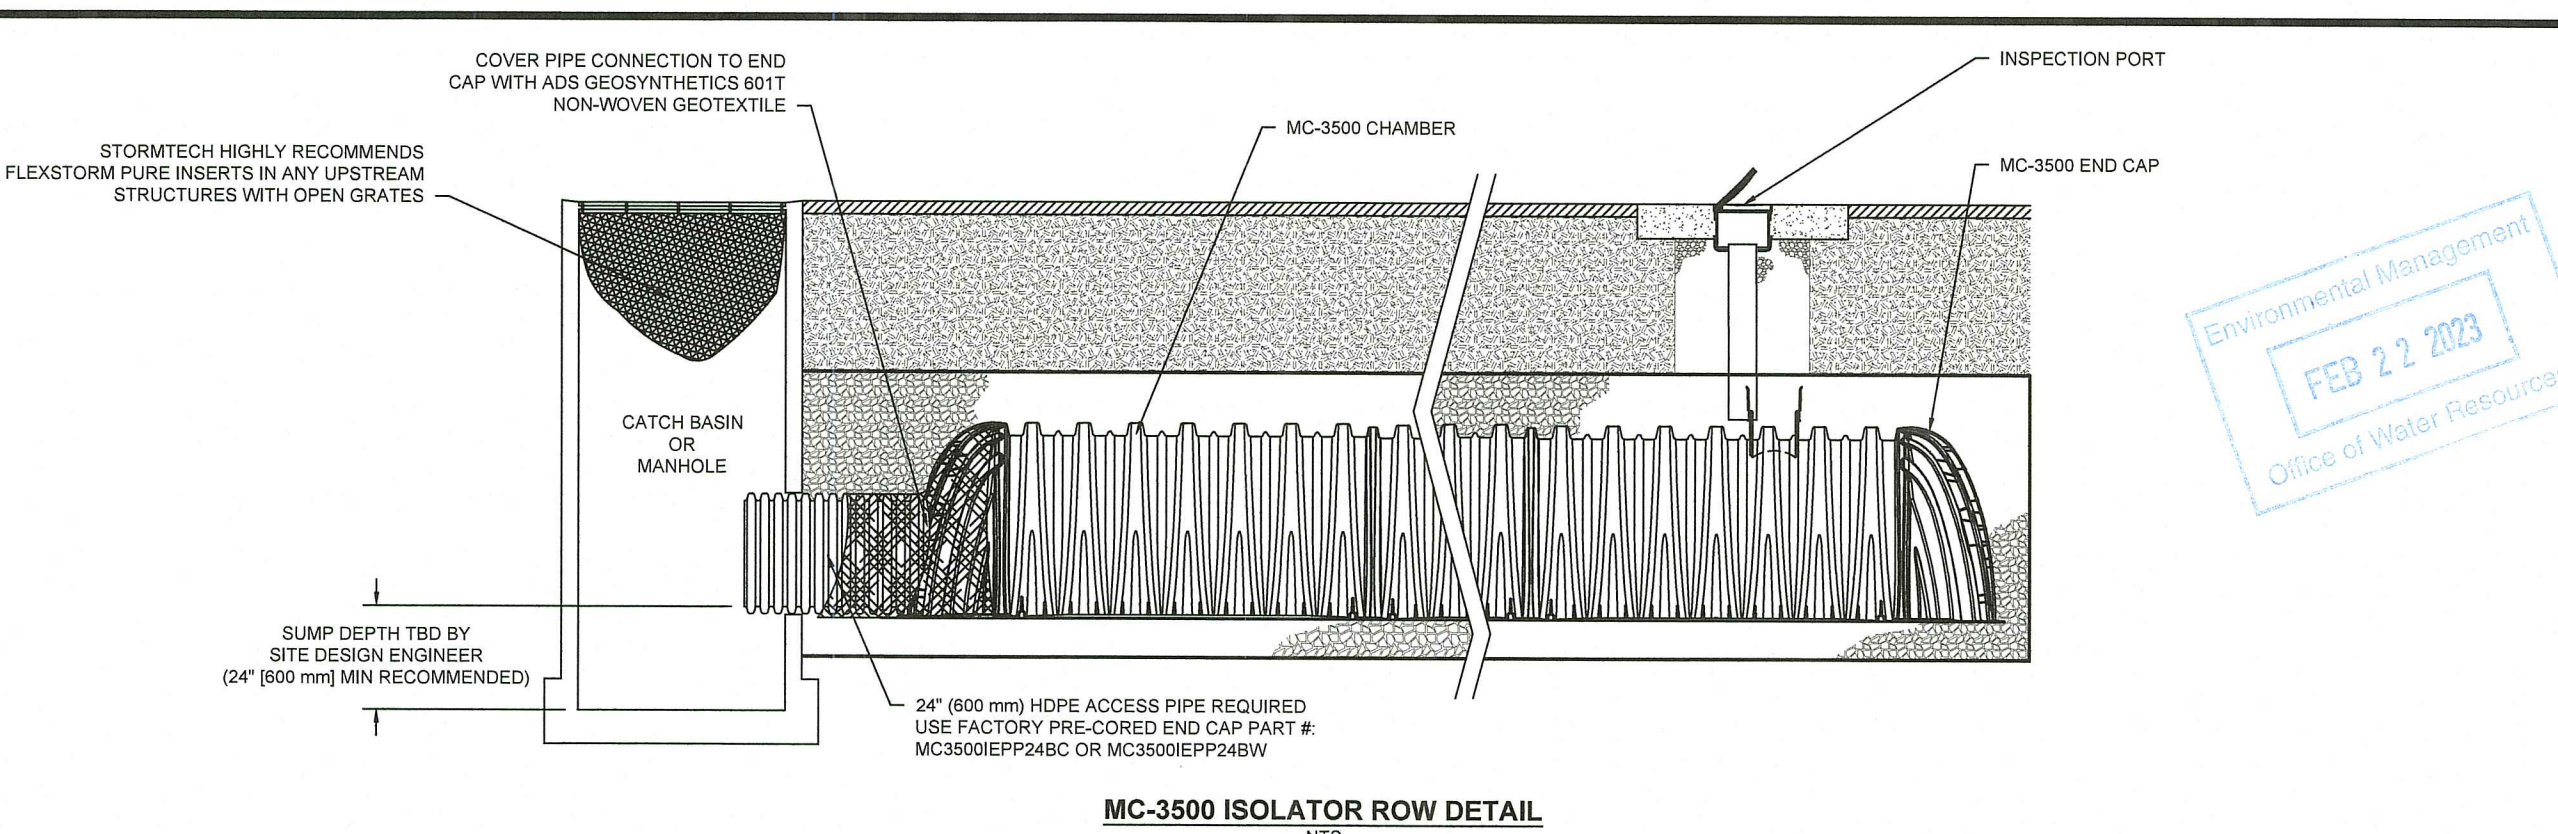 COVER PIPE CONNECTION TO END
CAP WITH ADS GEOSYNTHETICS 601T
NON-WOVEN GEOTEXTILE
STORMTECH HIGHLY RECOMMENDS
FLEXSTORM PURE INSERTS IN ANY UPSTREAM
STRUCTURES WITH OPEN GRATES
MC-3500 CHAMBER
INSPECTION PORT
MC-3500 END CAP
CATCH BASIN
OR
MANHOLE
SUMP DEPTH TBD BY
SITE DESIGN ENGINEER
(24" [600 mm] MIN RECOMMENDED)
24" (600 mm) HDPE ACCESS PIPE REQUIRED
USE FACTORY PRE-CORED END CAP PART #:
MC3500IEPP24BC OR MC3500IEPP24BW
Environmental Management
FEB 22 2023
Office of Water Resources
MC-3500 ISOLATOR ROW DETAIL
NTS